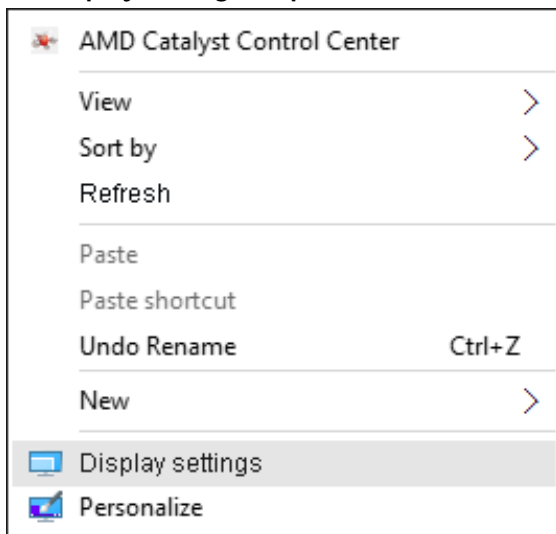 AMD Catalyst Control Center
View
Sort by
Refresh
Paste
Paste shortcut
Undo Rename Ctrl+Z
New
Display settings
Personalize